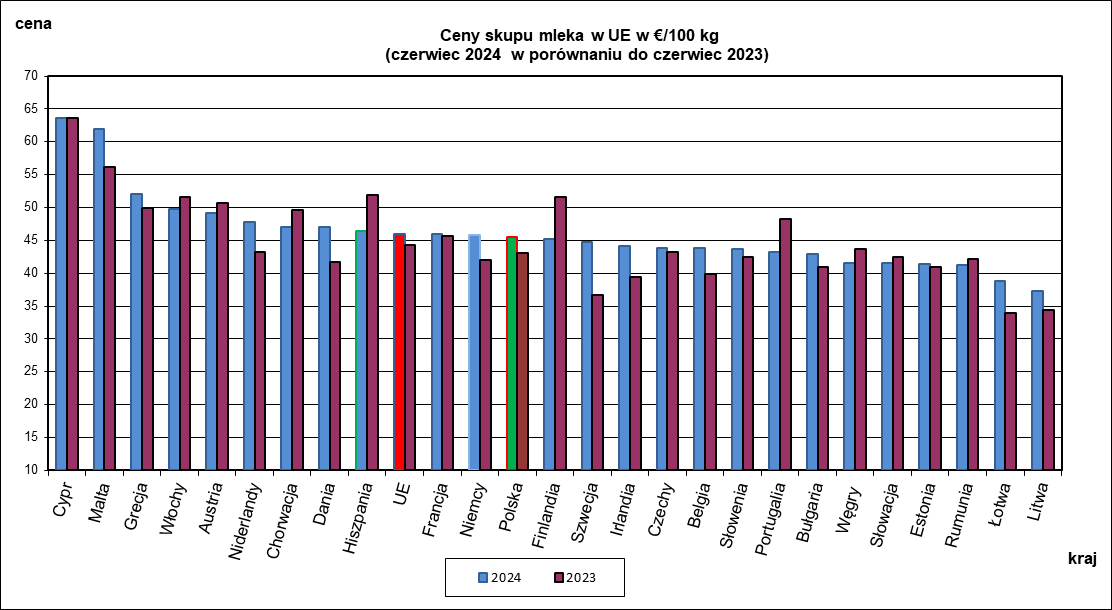 cena
Ceny skupu mleka w UE w €/100 kg
(czerwiec 2024 w porównaniu do czerwiec 2023)
70
65
60
55
50
45
40
35
30
25
20
15
10
Cypr
Malta
Grecja
Włochy
Austria
Niderlandy
Chorwacja
Dania
Hiszpania
UE
Francja
Niemcy
Polska
Finlandia
Szwecja
Irlandia
Czechy
Belgia
Słowenia
Portugalia
Bułgaria
Węgry
Słowacja
Estonia
Rumunia
Łotwa
Litwa
kraj
2024
2023